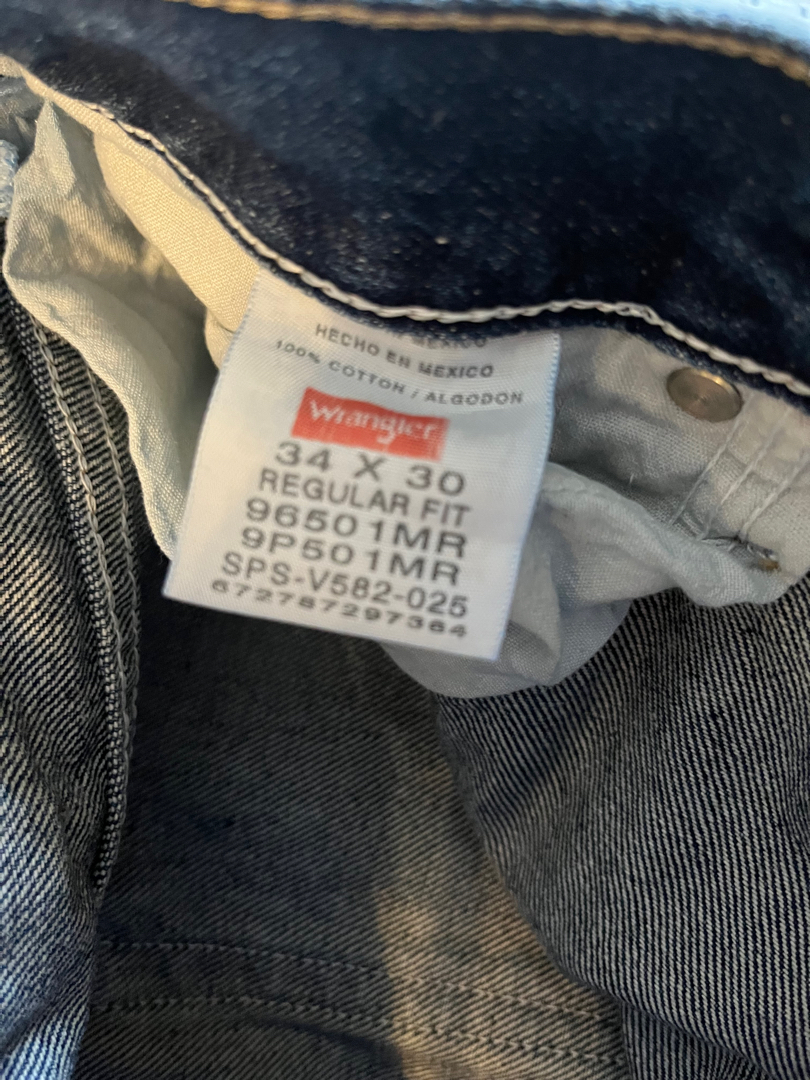 HECHO EN MEXICO
100% COTTON / ALGODON
Wrangler
34 X 30
REGULAR FIT
96501MR
9P501MR
SPS-V582-025
672787297364